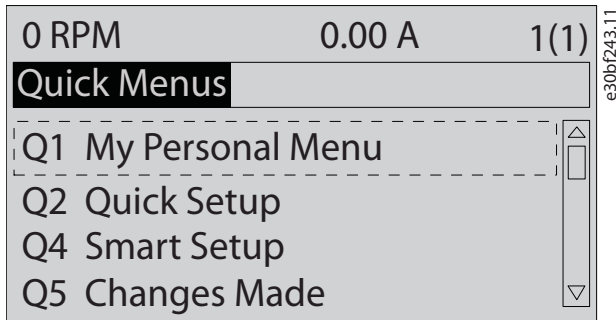 0 RPM 0.00 A 1(1)
Quick Menus
Q1 My Personal Menu
Q2 Quick Setup
Q4 Smart Setup
Q5 Changes Made
e30bf243.11